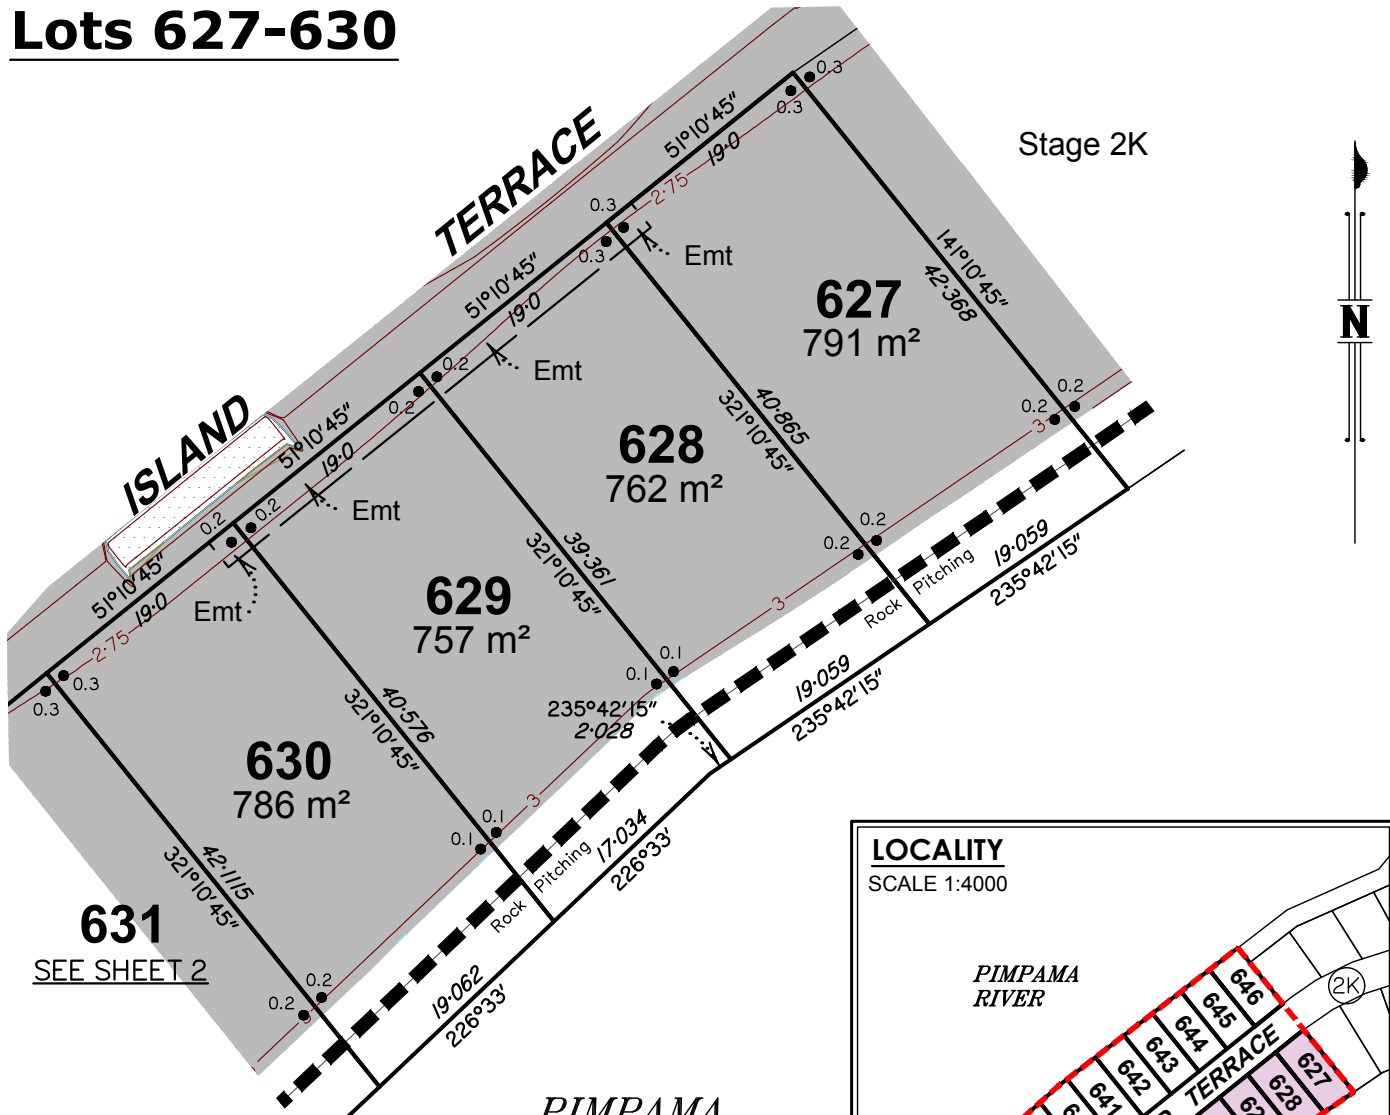 Lots 627-630
Stage 2K
TERRACE
ISLAND
N
51°10'45"
19·0
0.3
0.3
2·75
51°10'45"
19·0
0.3
0.3
Emt
51°10'45"
19·0
0.2
0.2
Emt
51°10'45"
19·0
0.2
0.2
Emt
Emt
2·75
0.3
0.3
627
791 m²
141°10'45"
42·368
0.2
0.2
3
628
762 m²
40·865
321°10'45"
0.2
0.2
3
629
757 m²
39·361
321°10'45"
0.1
0.1
630
786 m²
40·576
321°10'45"
0.1
0.1
3
42·1115
321°10'45"
0.2
0.2
3
631
SEE SHEET 2
Rock Pitching
19·059
235°42'15"
19·059
235°42'15"
235°42'15"
2·028
Rock Pitching
17·034
226°33'
19·062
226°33'
PIMPAMA
LOCALITY
SCALE 1:4000
PIMPAMA
RIVER
2K
646
645
644
643
642
641
TERRACE
627
628